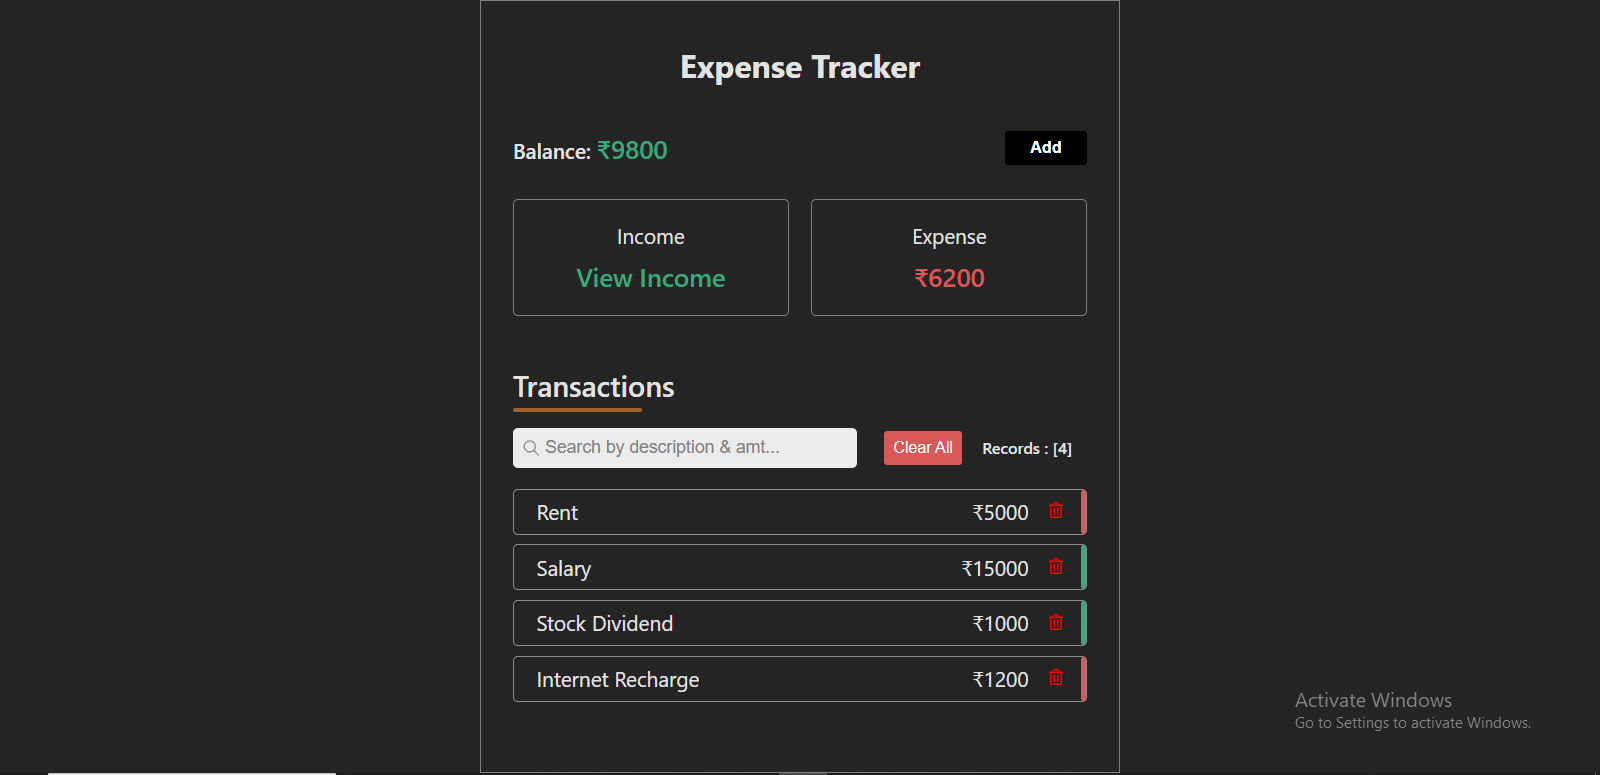 Expense Tracker
Balance: ₹9800
Add
Income
View Income
Expense
₹6200
Transactions
Search by description & amt...
Clear All
Records : [4]
Rent ₹5000
Salary ₹15000
Stock Dividend ₹1000
Internet Recharge ₹1200
Activate Windows
Go to Settings to activate Windows.